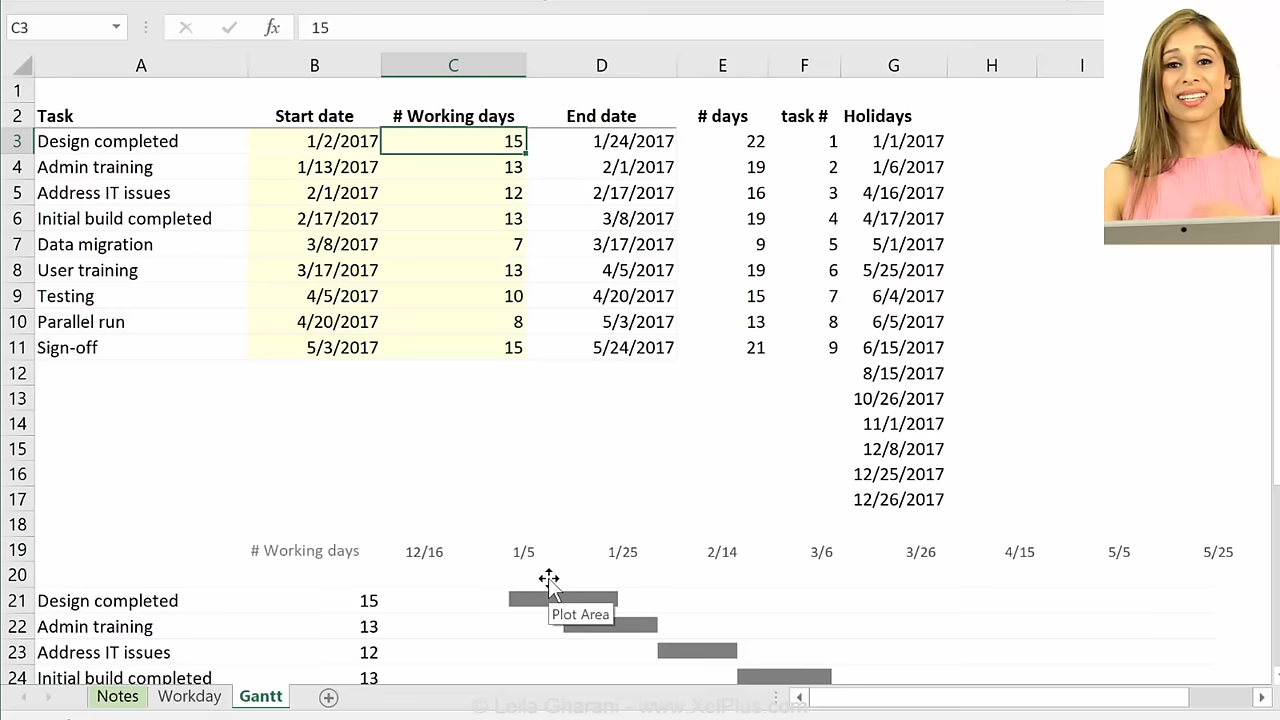 C3 fx 15
A B C D E F G H I
1
2 Task Start date # Working days End date # days task # Holidays
3 Design completed 1/2/2017 15 1/24/2017 22 1 1/1/2017
4 Admin training 1/13/2017 13 2/1/2017 19 2 1/6/2017
5 Address IT issues 2/1/2017 12 2/17/2017 16 3 4/16/2017
6 Initial build completed 2/17/2017 13 3/8/2017 19 4 4/17/2017
7 Data migration 3/8/2017 7 3/17/2017 9 5 5/1/2017
8 User training 3/17/2017 13 4/5/2017 19 6 5/25/2017
9 Testing 4/5/2017 10 4/20/2017 15 7 6/4/2017
10 Parallel run 4/20/2017 8 5/3/2017 13 8 6/5/2017
11 Sign-off 5/3/2017 15 5/24/2017 21 9 6/15/2017
12 8/15/2017
13 10/26/2017
14 11/1/2017
15 12/8/2017
16 12/25/2017
17 12/26/2017
18
19 # Working days 12/16 1/5 1/25 2/14 3/6 3/26 4/15 5/5 5/25
20
21 Design completed 15
Plot Area
22 Admin training 13
23 Address IT issues 12
24 Initial build completed 13
Notes Workday Gantt
© Leila Gharani - www.XelPlus.com